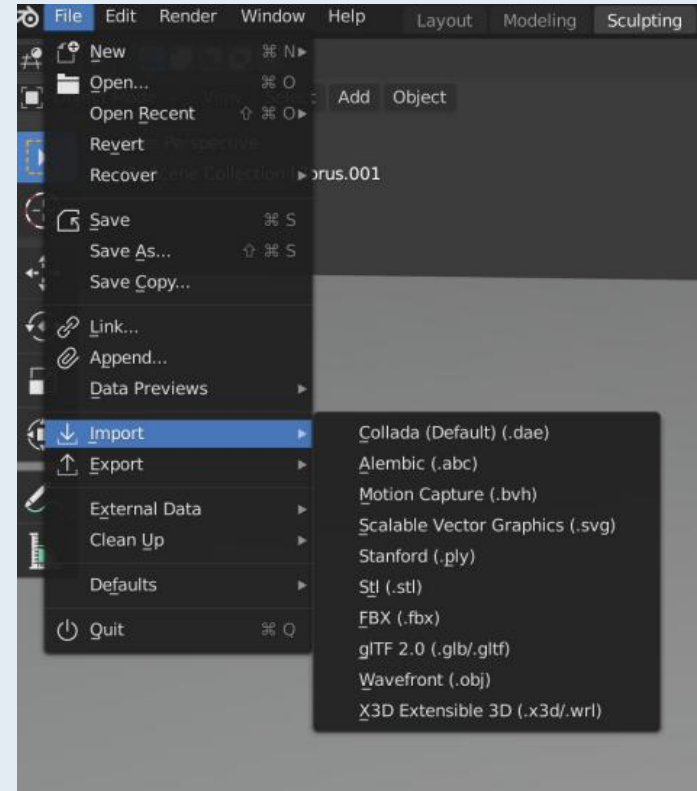 File Edit Render Window Help Layout Modeling Sculpting
New ⌘ N
Open... ⌘ O
Add Object
Open Recent ⇧ ⌘ O
Revert
Recover
orus.001
Save ⌘ S
Save As... ⇧ ⌘ S
Save Copy...
Link...
Append...
Data Previews
Import
Export
External Data
Clean Up
Defaults
Quit ⌘ Q
Collada (Default) (.dae)
Alembic (.abc)
Motion Capture (.bvh)
Scalable Vector Graphics (.svg)
Stanford (.ply)
Stl (.stl)
FBX (.fbx)
glTF 2.0 (.glb/.gltf)
Wavefront (.obj)
X3D Extensible 3D (.x3d/.wrl)